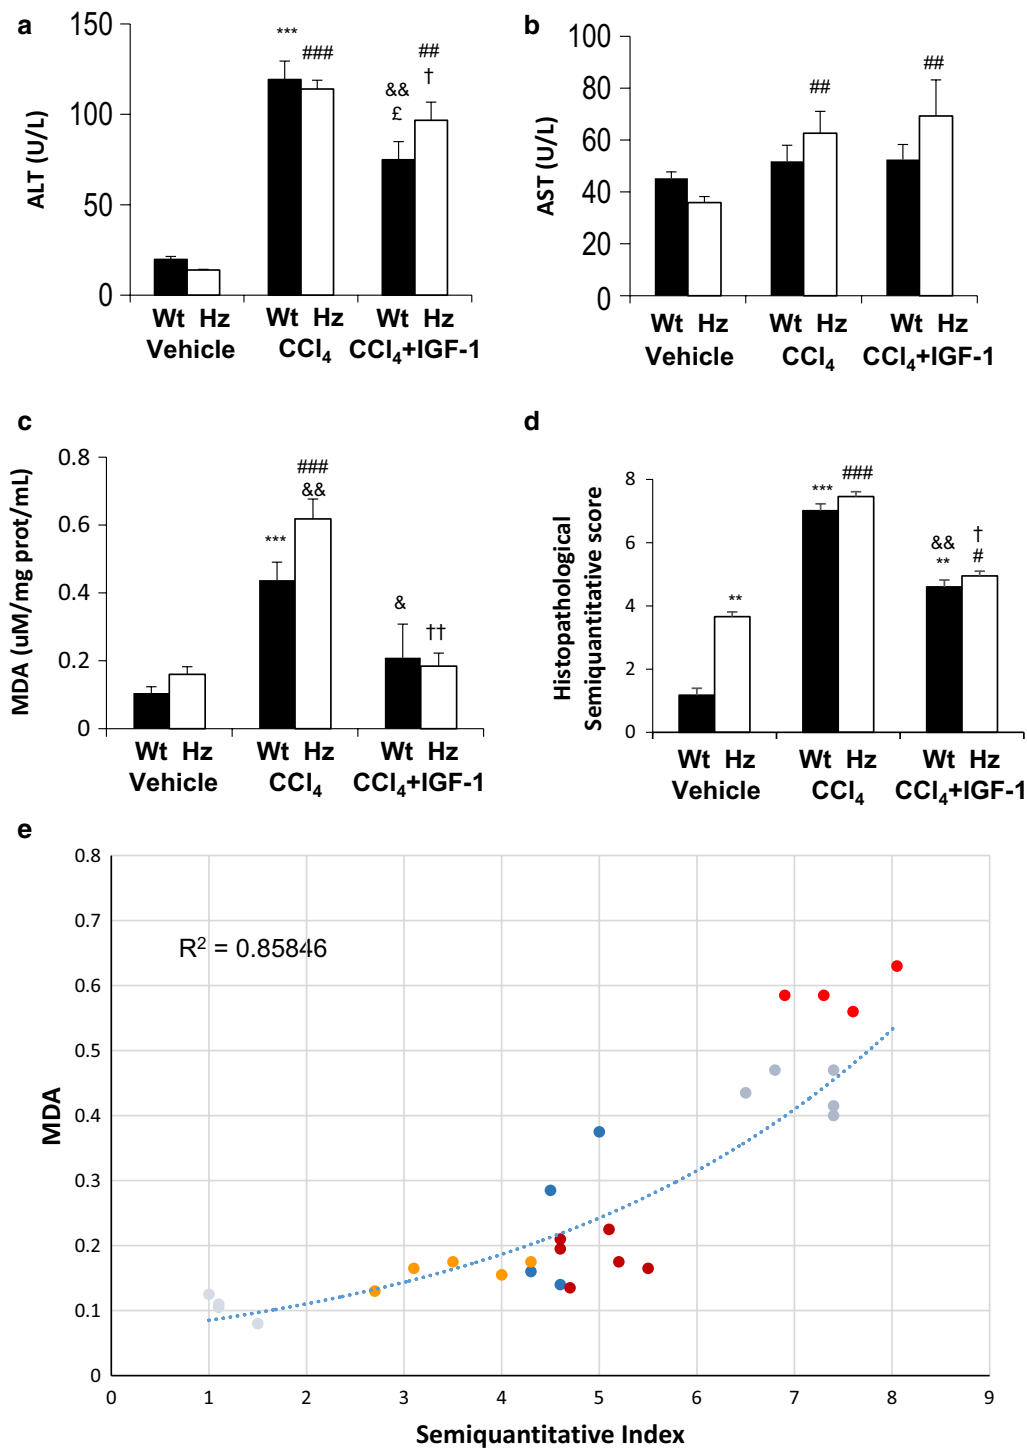 a
ALT (U/L)
150
100
50
0
***
###
&&
£
##
†
Wt Hz Wt Hz Wt Hz
Vehicle CCl₄ CCl₄+IGF-1
b
AST (U/L)
100
80
60
40
20
0
##
##
Wt Hz Wt Hz Wt Hz
Vehicle CCl₄ CCl₄+IGF-1
c
MDA (uM/mg prot/mL)
0.8
0.6
0.4
0.2
0
***
###
&&
&
††
Wt Hz Wt Hz Wt Hz
Vehicle CCl₄ CCl₄+IGF-1
d
Histopathological
Semiquantitative score
8
6
4
2
0
**
***
###
&&
**
†
#
Wt Hz Wt Hz Wt Hz
Vehicle CCl₄ CCl₄+IGF-1
e
MDA
0.8
0.7
0.6
0.5
0.4
0.3
0.2
0.1
0
R² = 0.85846
0 1 2 3 4 5 6 7 8 9
Semiquantitative Index